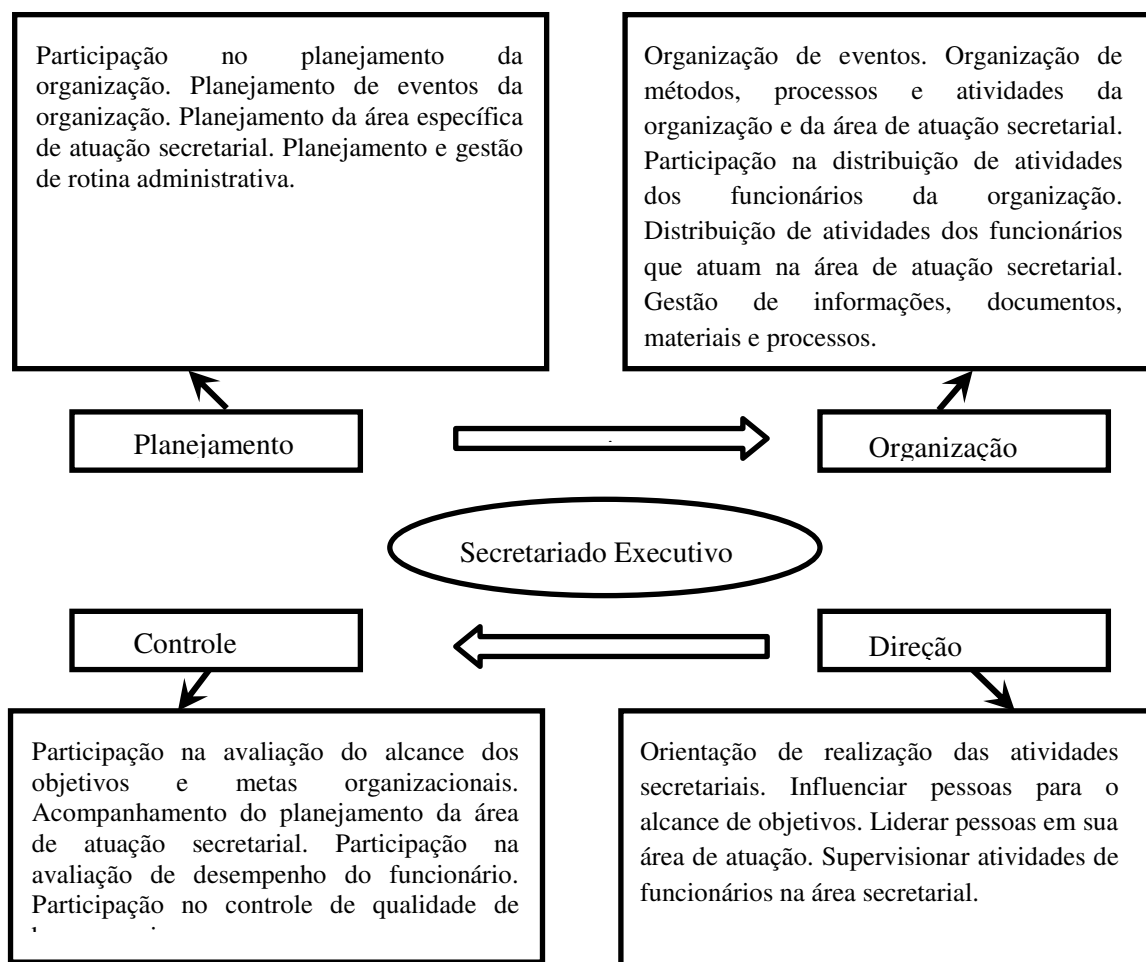 Participação no planejamento da
organização. Planejamento de eventos da
organização. Planejamento da área específica
de atuação secretarial. Planejamento e gestão
de rotina administrativa.
Organização de eventos. Organização de
métodos, processos e atividades da
organização e da área de atuação secretarial.
Participação na distribuição de atividades
dos funcionários da organização.
Distribuição de atividades dos funcionários
que atuam na área de atuação secretarial.
Gestão de informações, documentos,
materiais e processos.
Planejamento
Organização
Secretariado Executivo
Controle
Direção
Participação na avaliação do alcance dos
objetivos e metas organizacionais.
Acompanhamento do planejamento da área
de atuação secretarial. Participação na
avaliação de desempenho do funcionário.
Participação no controle de qualidade de
Orientação de realização das atividades
secretariais. Influenciar pessoas para o
alcance de objetivos. Liderar pessoas em sua
área de atuação. Supervisionar atividades de
funcionários na área secretarial.